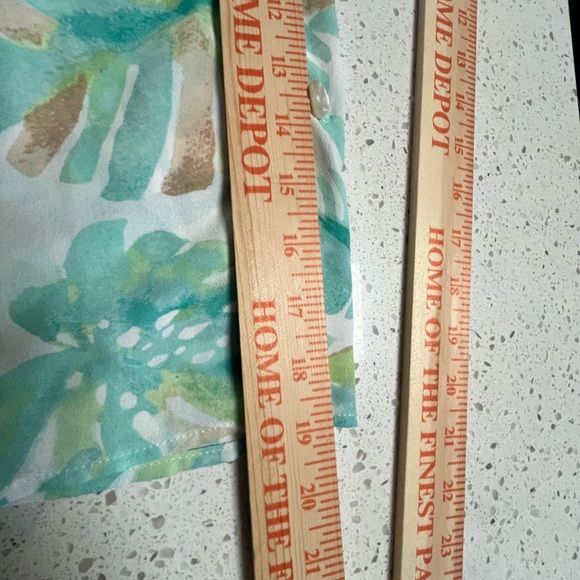 12 13 14 15 16 17 18 19 20 21
ME DEPOT
HOME OF THE F
12 13 14 15 16 17 18 19 20 21 22 23
ME DEPOT
HOME OF THE FINEST PA